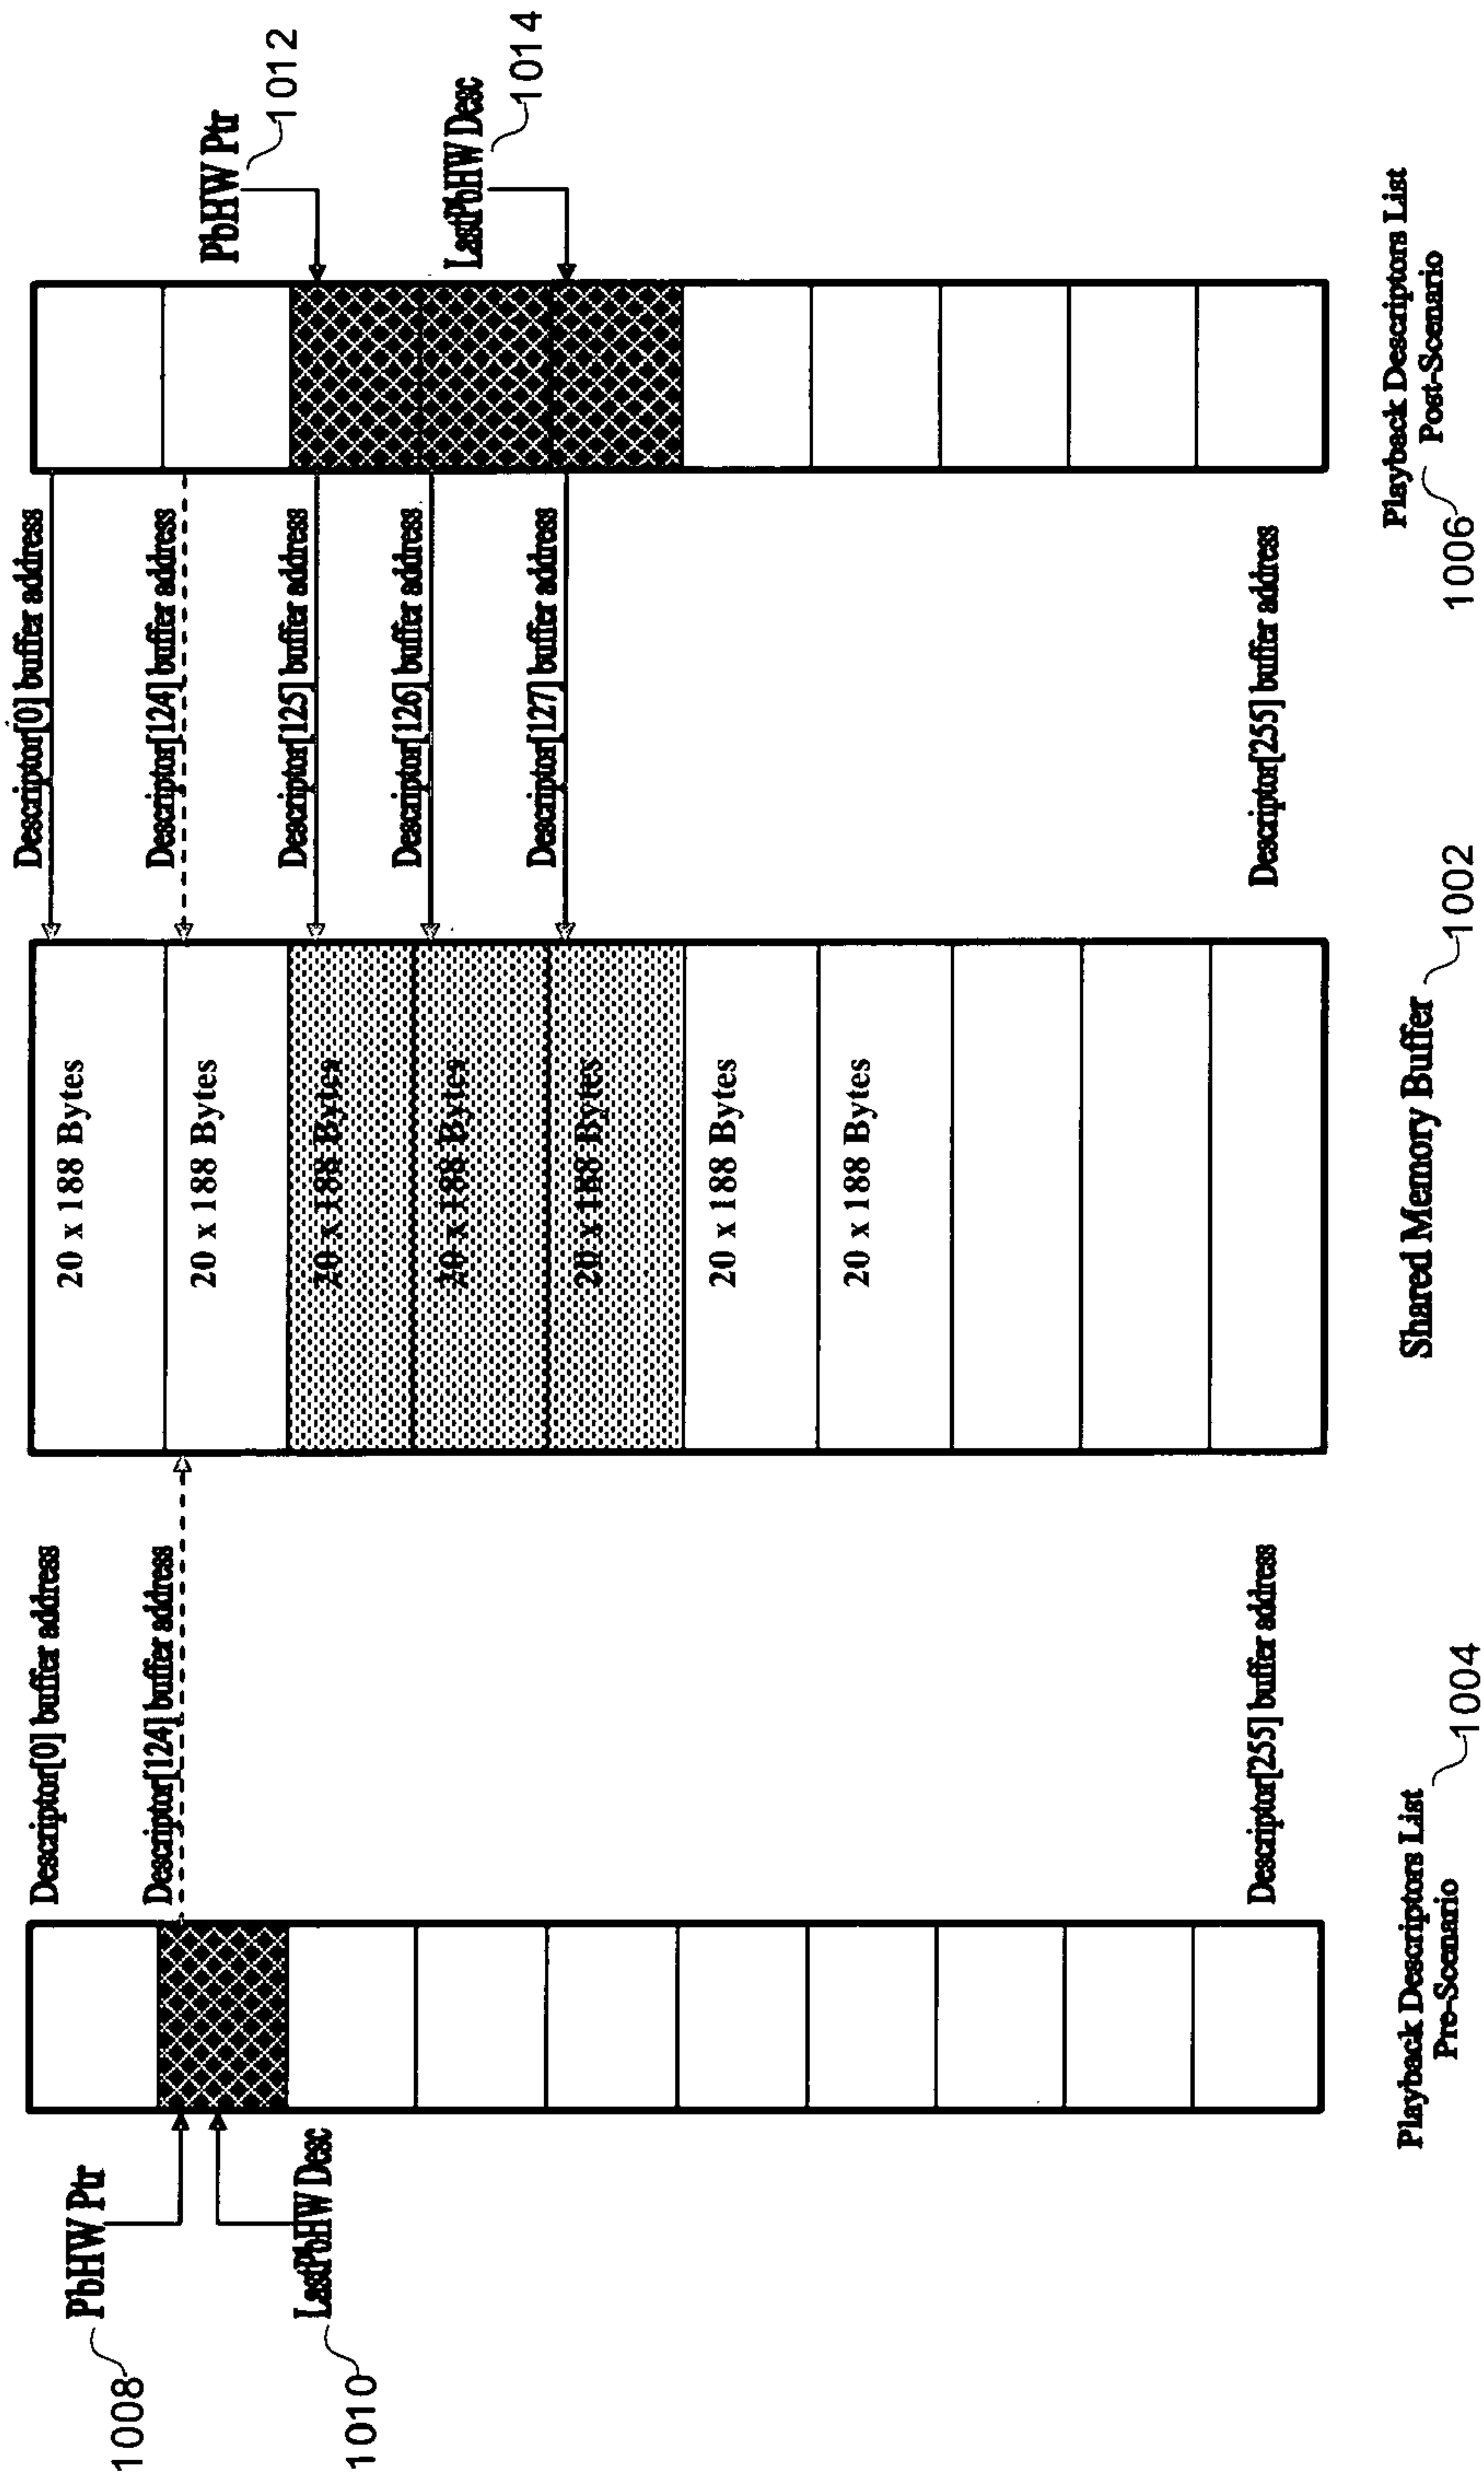 PbHW Ptr
1008
LastPbHW Desc
1010
Descriptor[0] buffer address
Descriptor[124] buffer address
Descriptor[255] buffer address
Playback Descriptors List
Pre-Scenario
1004
20 x 188 Bytes
20 x 188 Bytes
20 x 188 Bytes
20 x 188 Bytes
20 x 188 Bytes
20 x 188 Bytes
20 x 188 Bytes
Shared Memory Buffer
1002
Descriptor[0] buffer address
Descriptor[124] buffer address
Descriptor[125] buffer address
Descriptor[126] buffer address
Descriptor[127] buffer address
Descriptor[255] buffer address
PbHW Ptr
1012
LastPbHW Desc
1014
Playback Descriptors List
Post-Scenario
1006